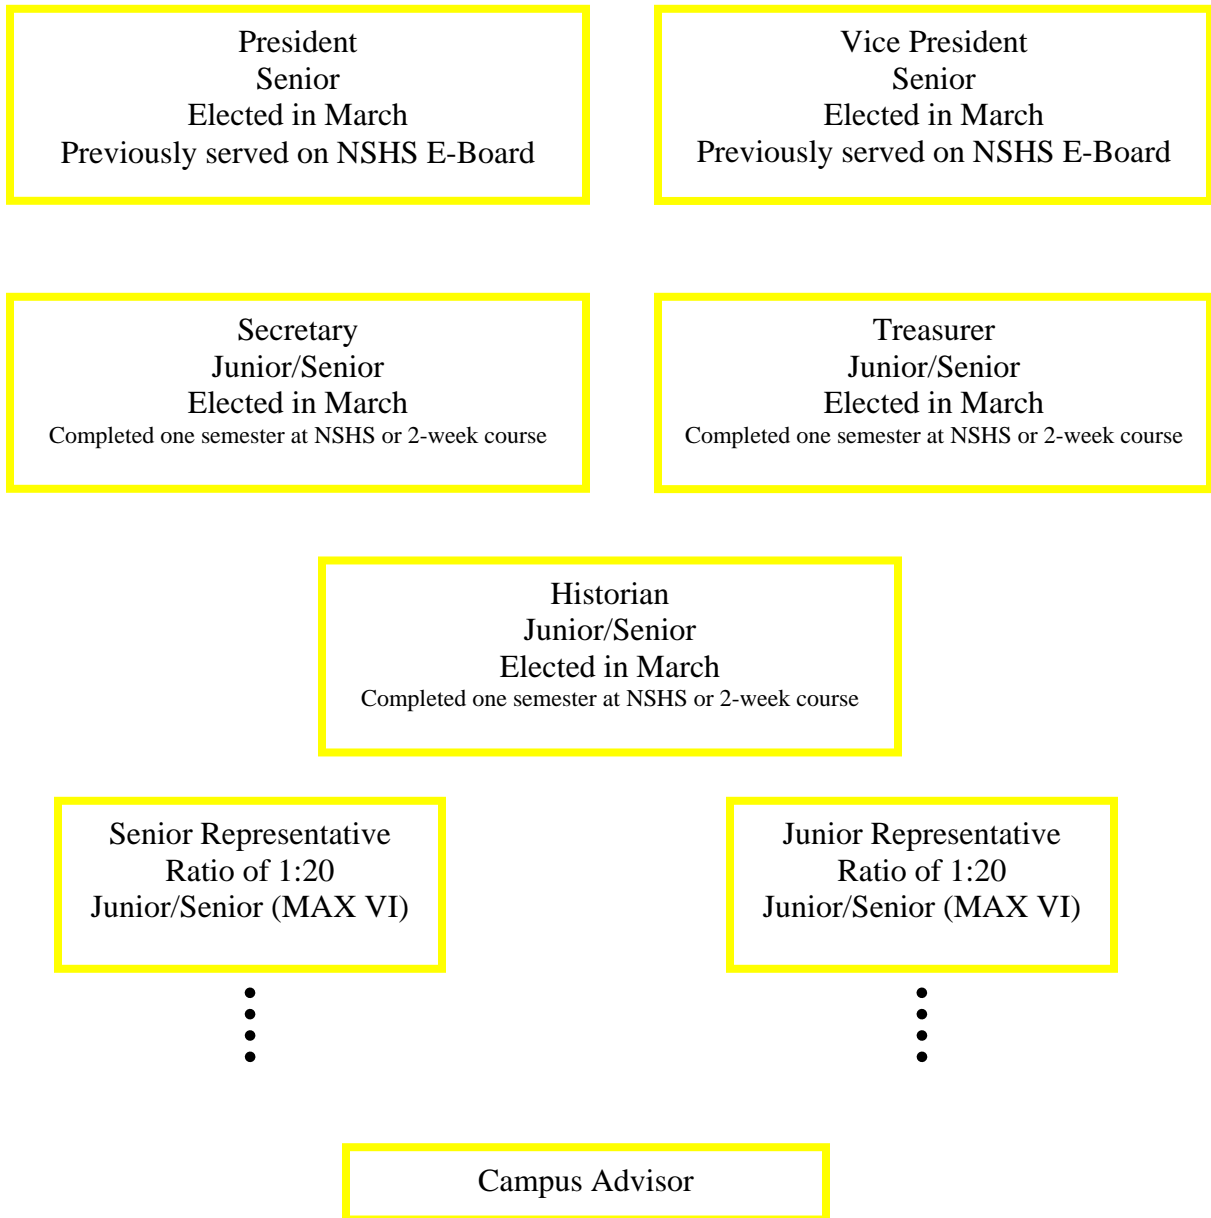 President
Senior
Elected in March
Previously served on NSHS E-Board
Vice President
Senior
Elected in March
Previously served on NSHS E-Board
Secretary
Junior/Senior
Elected in March
Completed one semester at NSHS or 2-week course
Treasurer
Junior/Senior
Elected in March
Completed one semester at NSHS or 2-week course
Historian
Junior/Senior
Elected in March
Completed one semester at NSHS or 2-week course
Senior Representative
Ratio of 1:20
Junior/Senior (MAX VI)
Junior Representative
Ratio of 1:20
Junior/Senior (MAX VI)
Campus Advisor